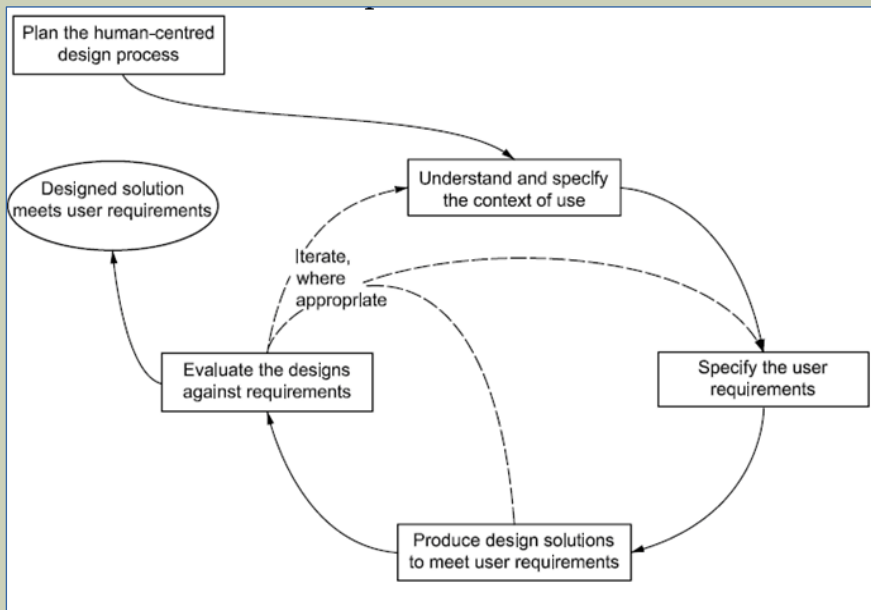 Plan the human-centred
design process
Understand and specify
the context of use
Designed solution
meets user requirements
Iterate,
where
appropriate
Evaluate the designs
against requirements
Specify the user
requirements
Produce design solutions
to meet user requirements